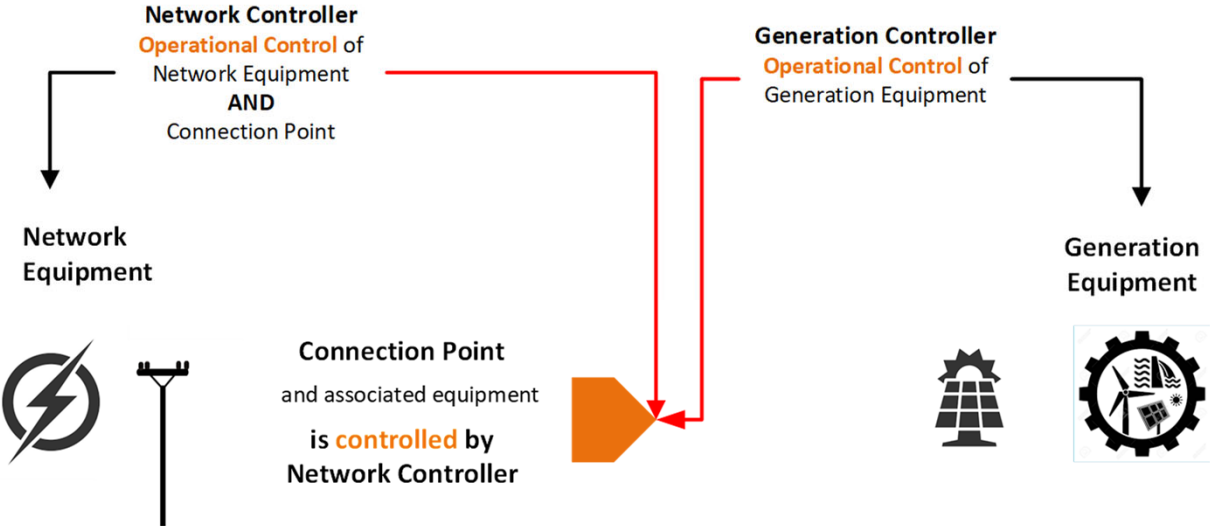 Network Controller
Operational Control of
Network Equipment
AND
Connection Point
Generation Controller
Operational Control of
Generation Equipment
Network
Equipment
Generation
Equipment
Connection Point
and associated equipment
is controlled by
Network Controller